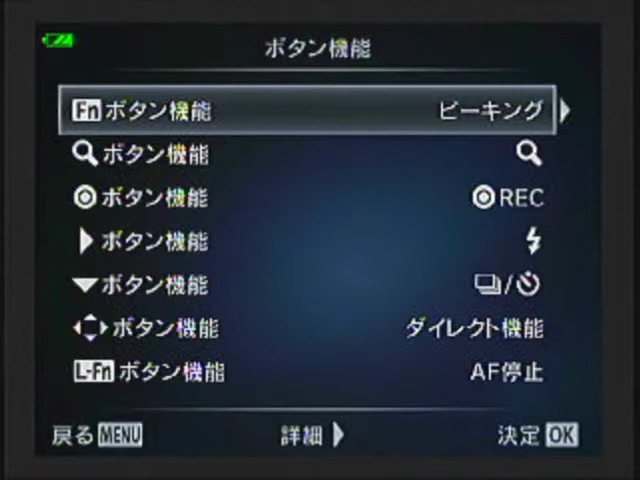 ボタン機能
Fn ボタン機能 ピーキング
ボタン機能
ボタン機能 REC
ボタン機能
ボタン機能 /
ボタン機能 ダイレクト機能
L-Fn ボタン機能 AF停止
戻る MENU 詳細 決定 OK